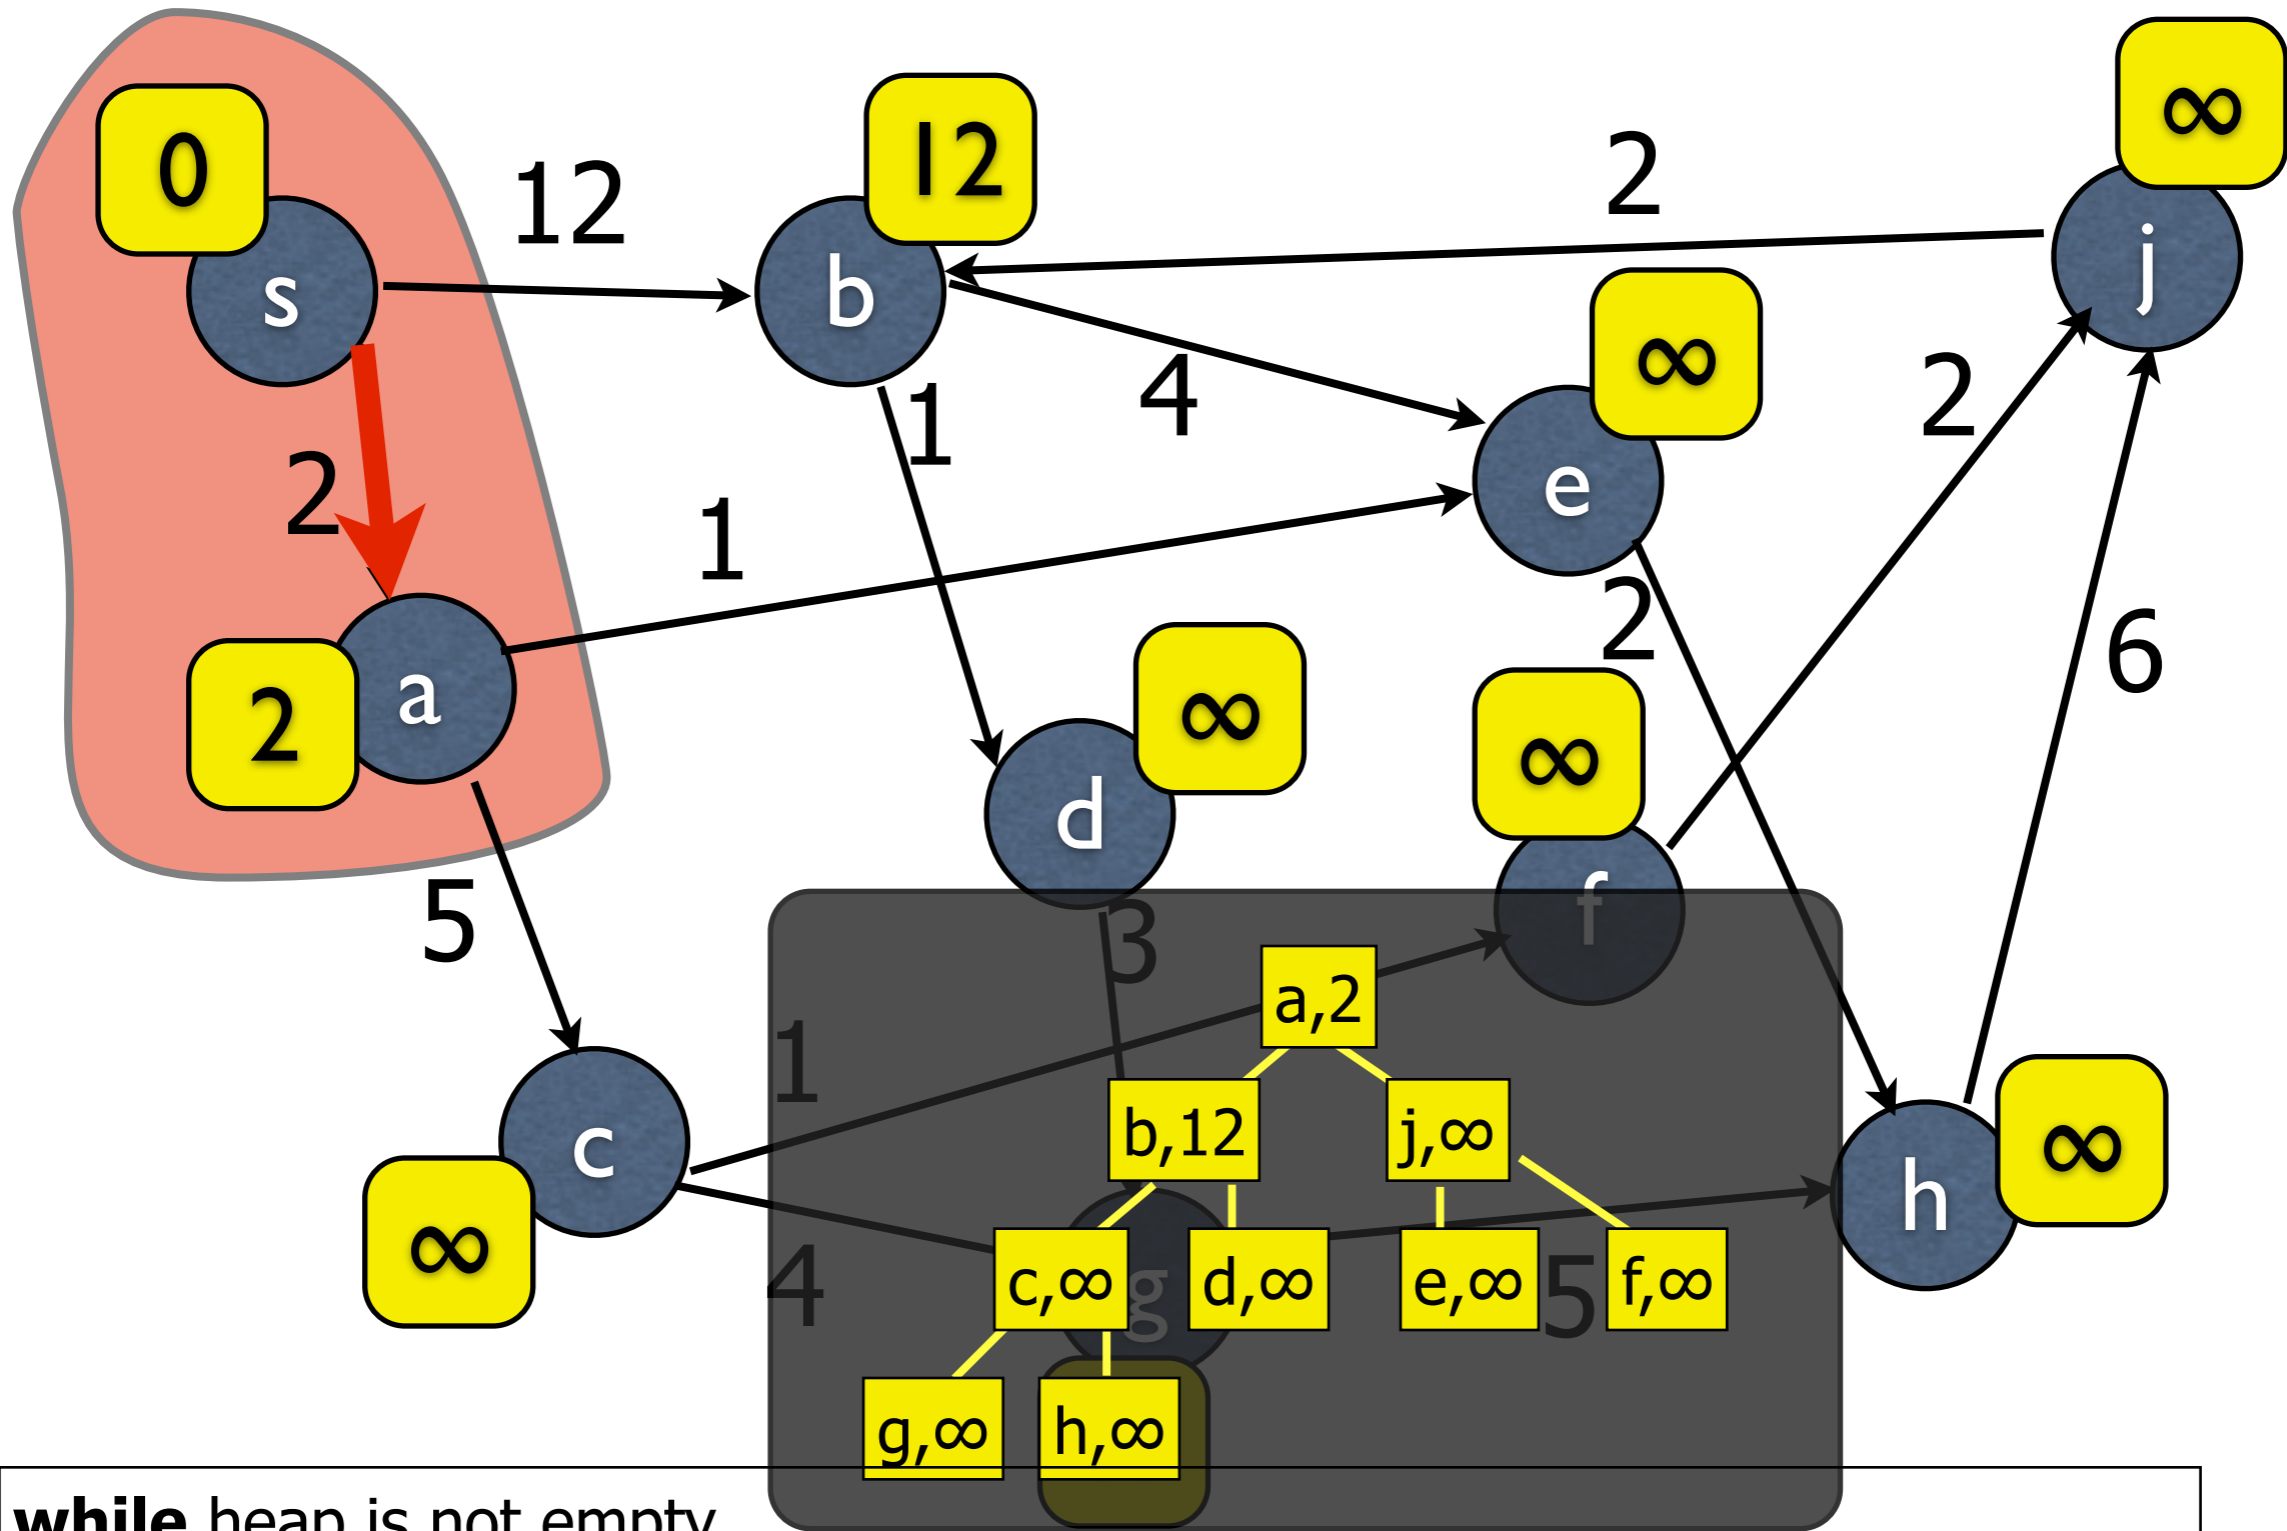 ∞
0
12
12
2
s
b
j
∞
4
2
1
e
2
1
2
6
a
2
∞
∞
d
f
5
3
a,2
1
b,12
j,∞
c
∞
h
∞
4
c,∞
g
d,∞
e,∞
5
f,∞
g,∞
h,∞
while heap is not empty